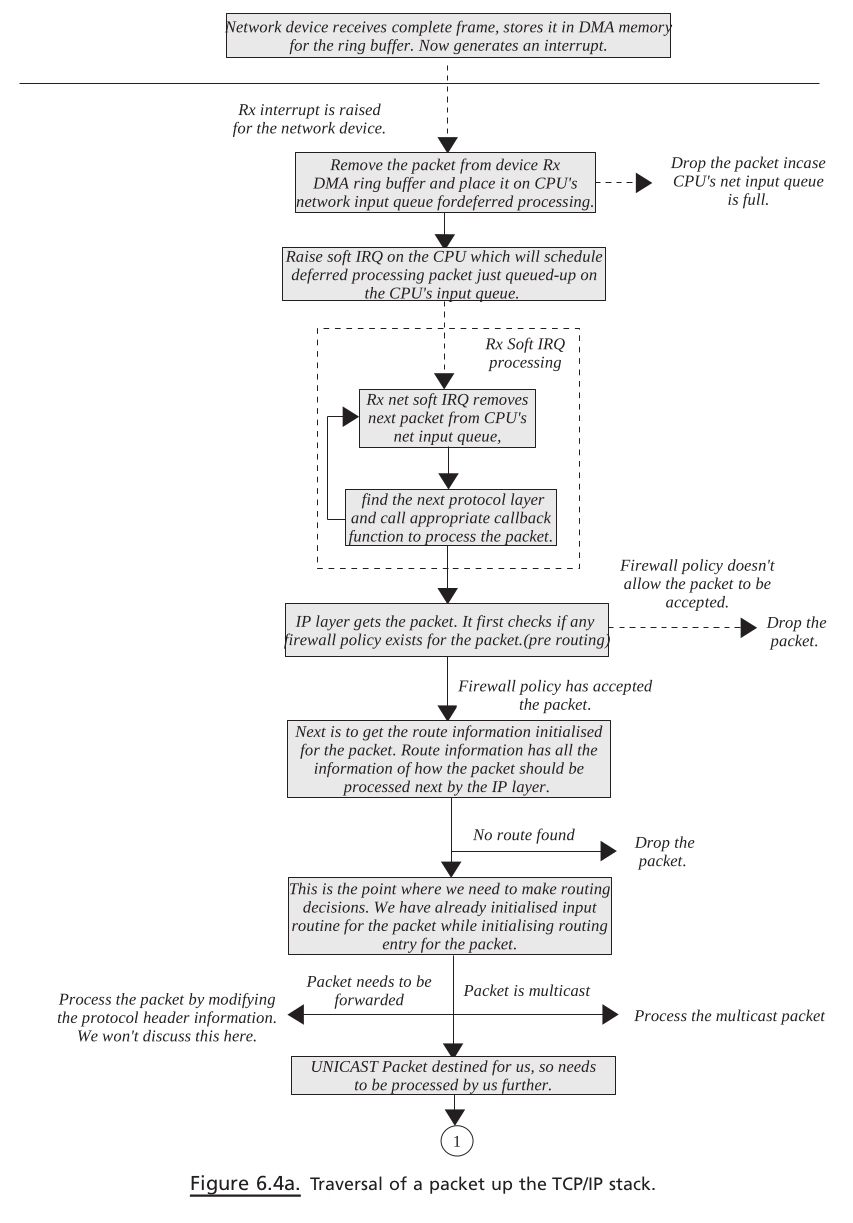 Network device receives complete frame, stores it in DMA memory
for the ring buffer. Now generates an interrupt.
Rx interrupt is raised
for the network device.
Remove the packet from device Rx
DMA ring buffer and place it on CPU's
network input queue fordeferred processing.
Drop the packet incase
CPU's net input queue
is full.
Raise soft IRQ on the CPU which will schedule
deferred processing packet just queued-up on
the CPU's input queue.
Rx Soft IRQ
processing
Rx net soft IRQ removes
next packet from CPU's
net input queue,
find the next protocol layer
and call appropriate callback
function to process the packet.
Firewall policy doesn't
allow the packet to be
accepted.
IP layer gets the packet. It first checks if any
firewall policy exists for the packet.(pre routing)
Drop the
packet.
Firewall policy has accepted
the packet.
Next is to get the route information initialised
for the packet. Route information has all the
information of how the packet should be
processed next by the IP layer.
No route found
Drop the
packet.
This is the point where we need to make routing
decisions. We have already initialised input
routine for the packet while initialising routing
entry for the packet.
Packet needs to be
forwarded
Packet is multicast
Process the packet by modifying
the protocol header information.
We won't discuss this here.
Process the multicast packet
UNICAST Packet destined for us, so needs
to be processed by us further.
1
Figure 6.4a. Traversal of a packet up the TCP/IP stack.